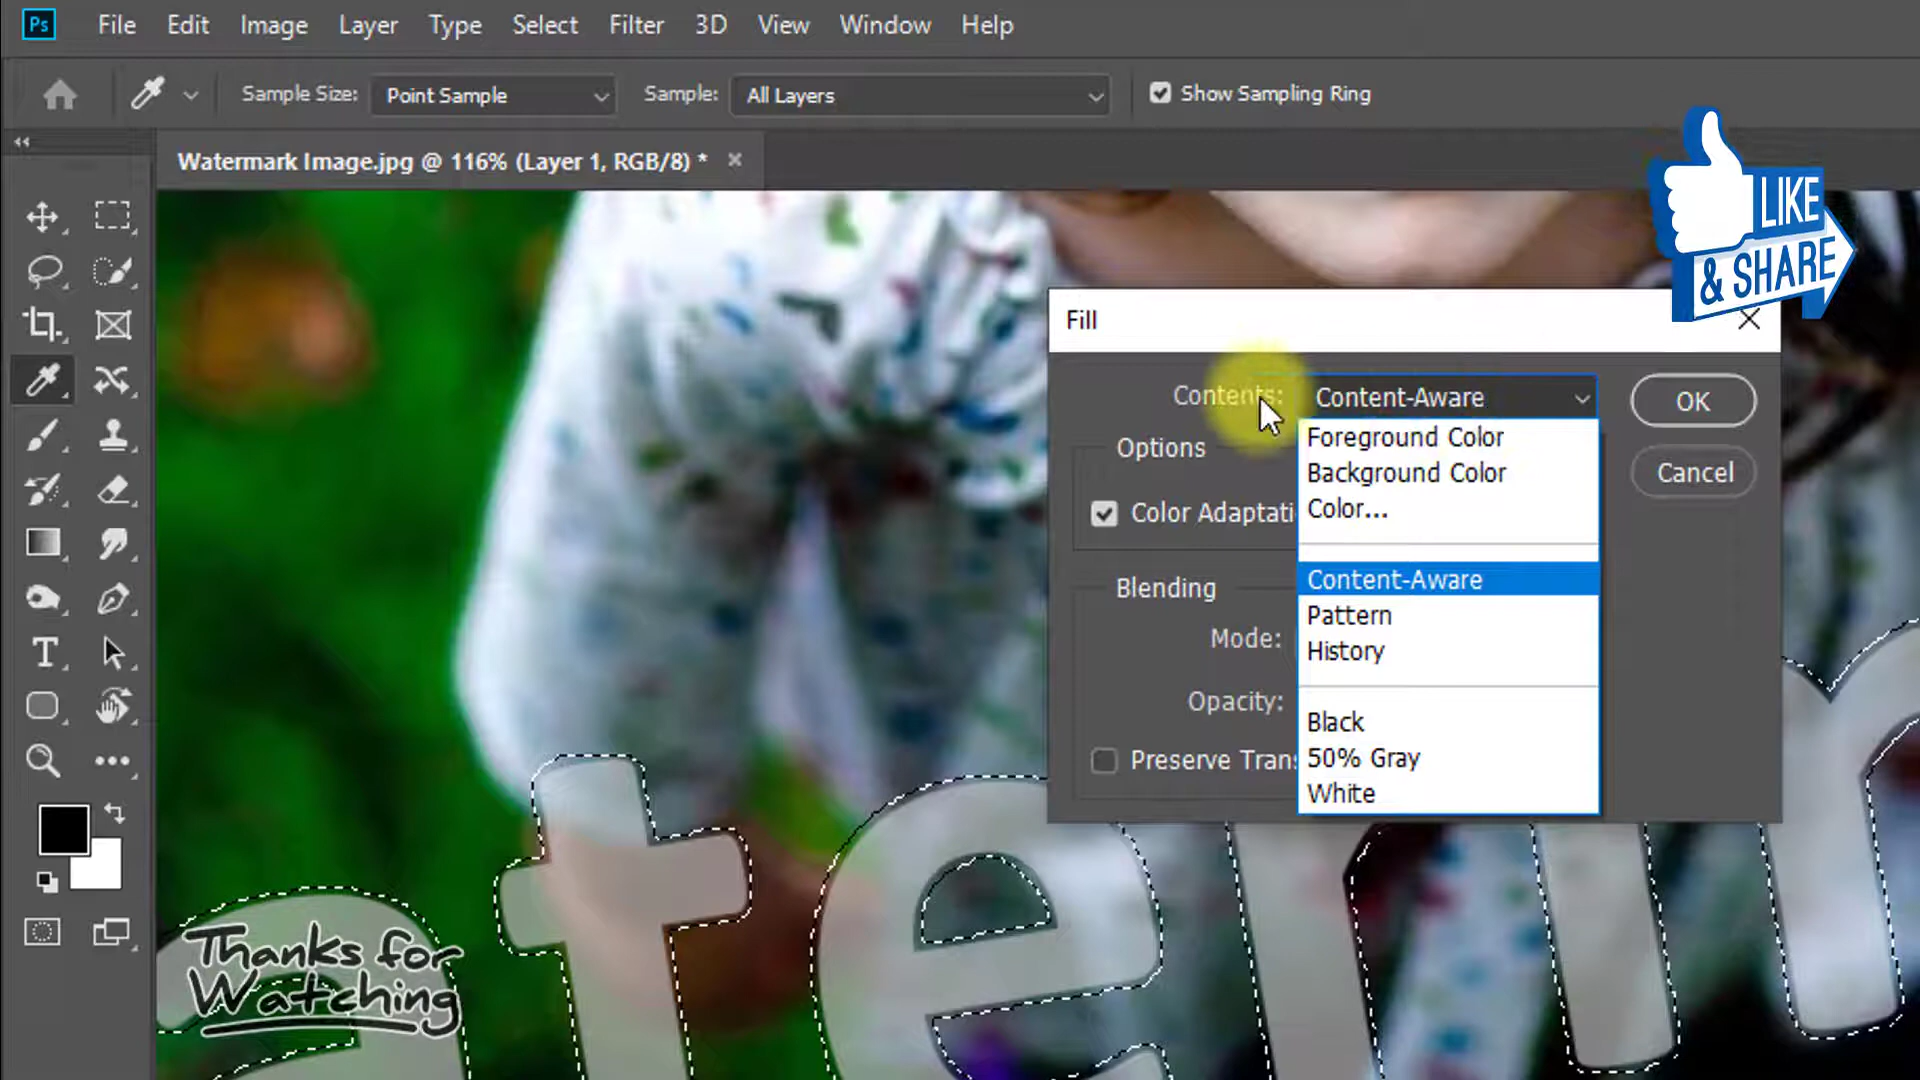 Ps File Edit Image Layer Type Select Filter 3D View Window Help
Sample Size: Point Sample Sample: All Layers Show Sampling Ring
Watermark Image.jpg @ 116% (Layer 1, RGB/8) *
LIKE
& SHARE
Fill
Contents: Content-Aware OK
Foreground Color
Options
Background Color
Cancel
Color...
Color Adaptati
Content-Aware
Blending
Pattern
Mode:
History
Opacity:
Black
Preserve Trans
50% Gray
White
aterm
Thanks for
Watching